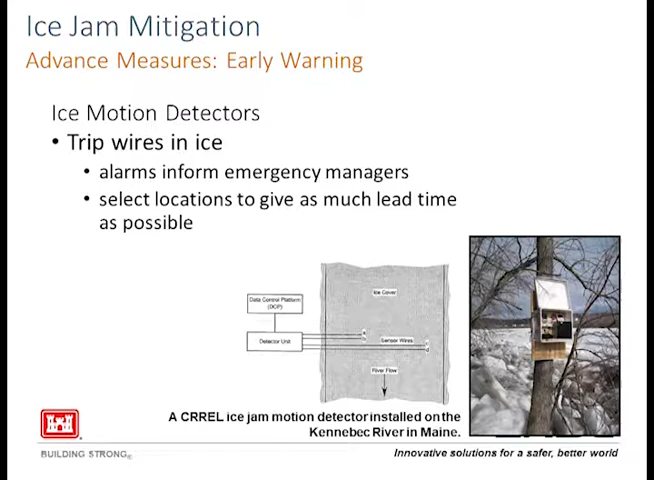 Ice Jam Mitigation
Advance Measures: Early Warning
Ice Motion Detectors
• Trip wires in ice
• alarms inform emergency managers
• select locations to give as much lead time
as possible
Data Control Platform
(DCP)
Detector Unit
Ice Cover
Sensor Wires
River Flow
A CRREL ice jam motion detector installed on the
Kennebec River in Maine.
BUILDING STRONG®
Innovative solutions for a safer, better world